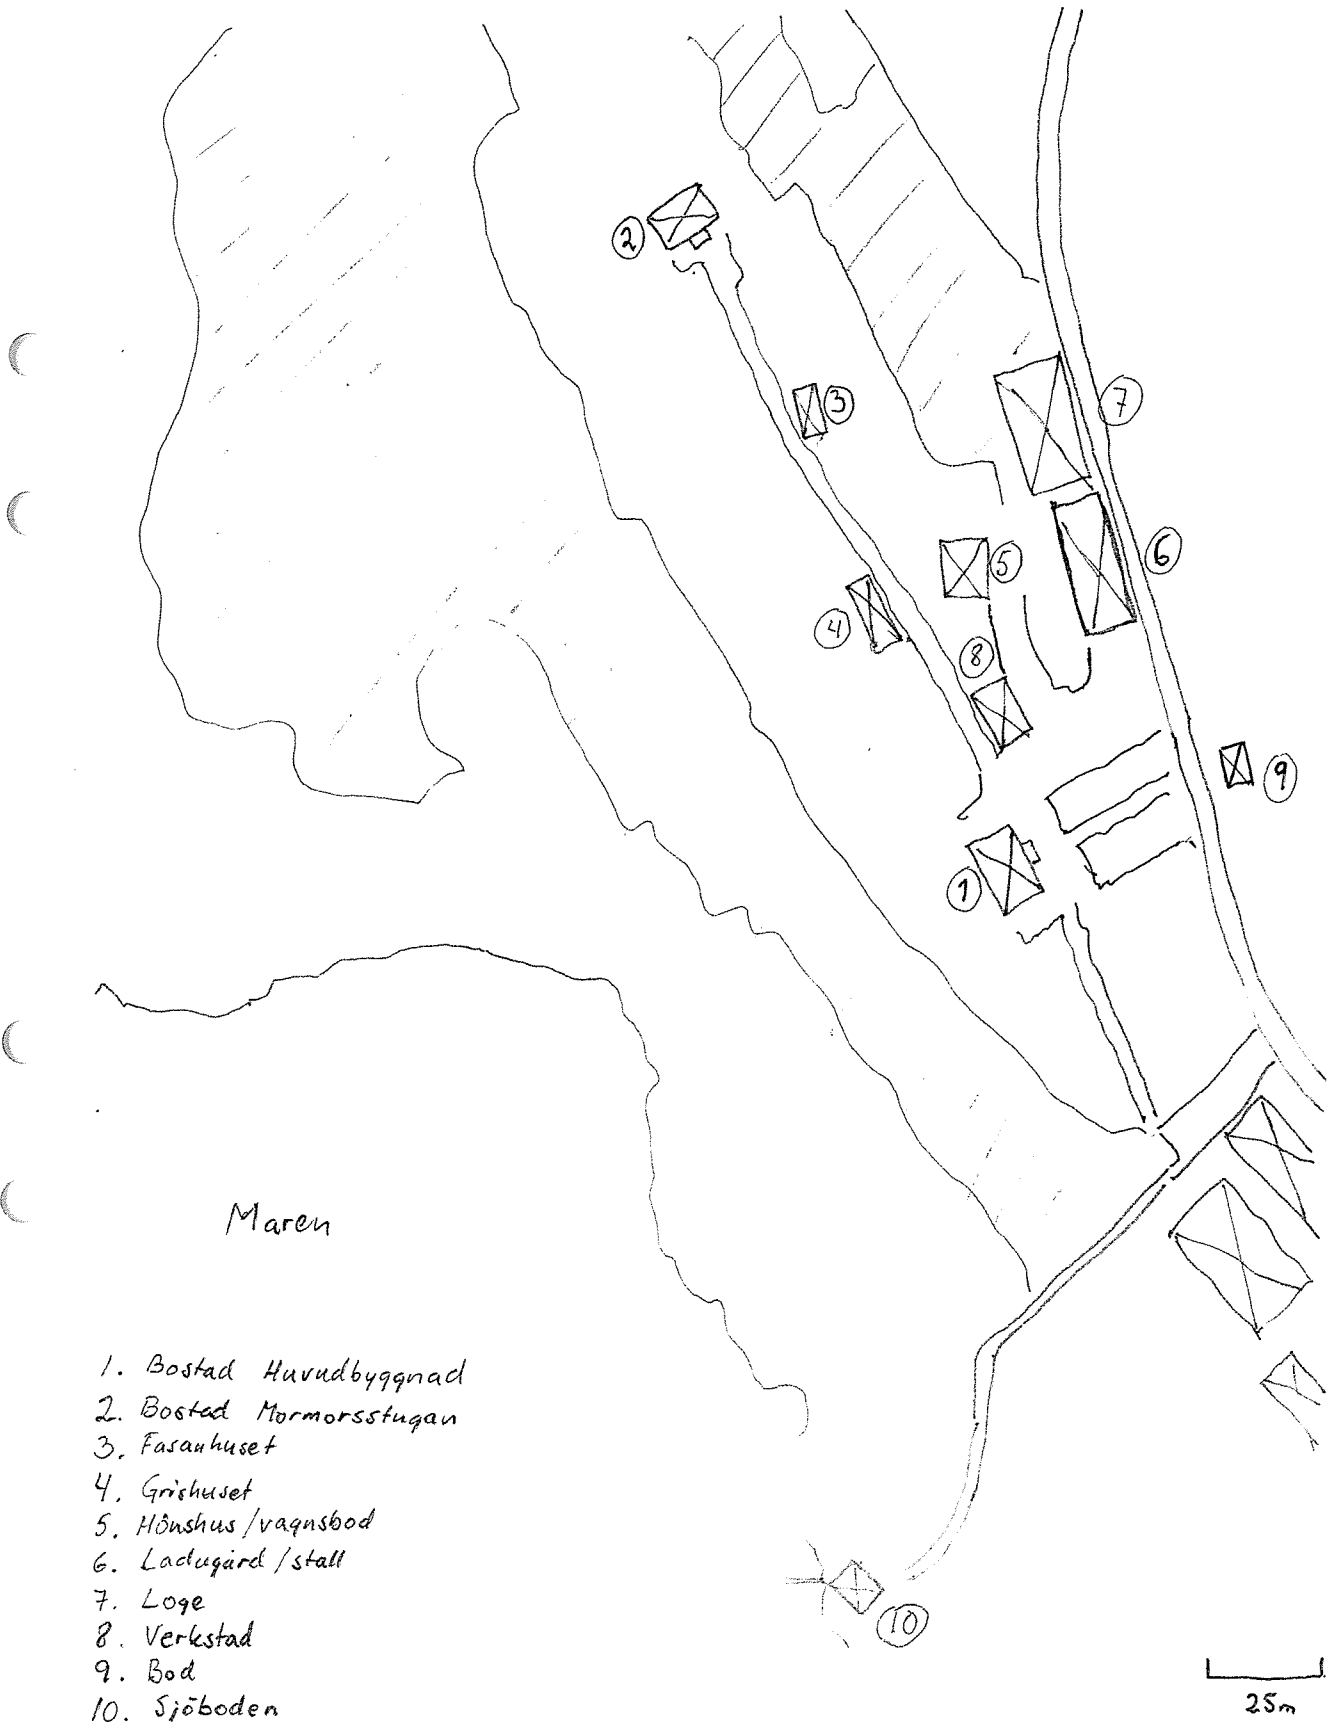 2
3
7
5
6
4
8
9
1
Maren
1. Bostad Huvudbyggnad
2. Bostad Mormorsstugan
3. Fasanhuset
4. Grishuset
5. Hönshus/vagnsbod
6. Ladugård/stall
7. Loge
8. Verkstad
9. Bod
10. Sjöboden
10
25m